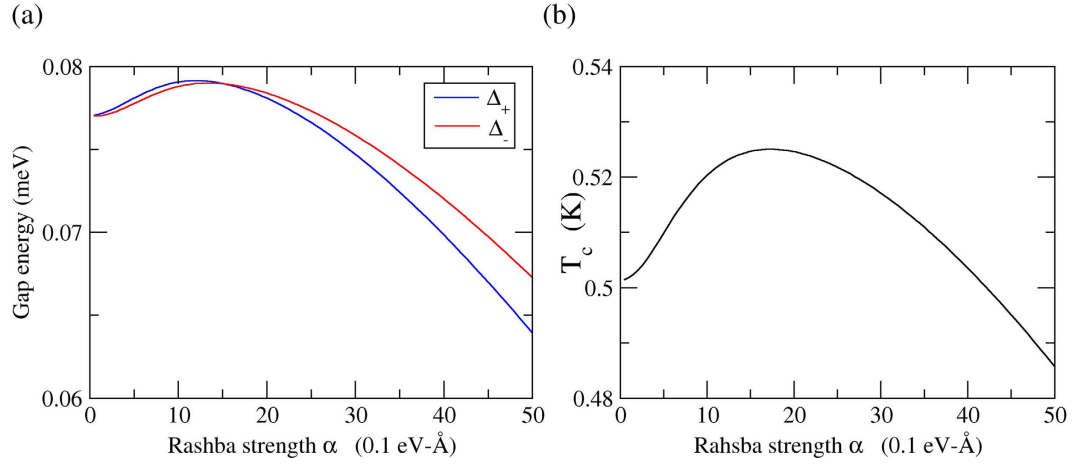 (a)
(b)
0.08
0.07
0.06
Gap energy (meV)
Δ₊
Δ₋
0 10 20 30 40 50
Rashba strength α (0.1 eV-Å)
0.54
0.52
0.5
0.48
T_c (K)
0 10 20 30 40 50
Rahsba strength α (0.1 eV-Å)